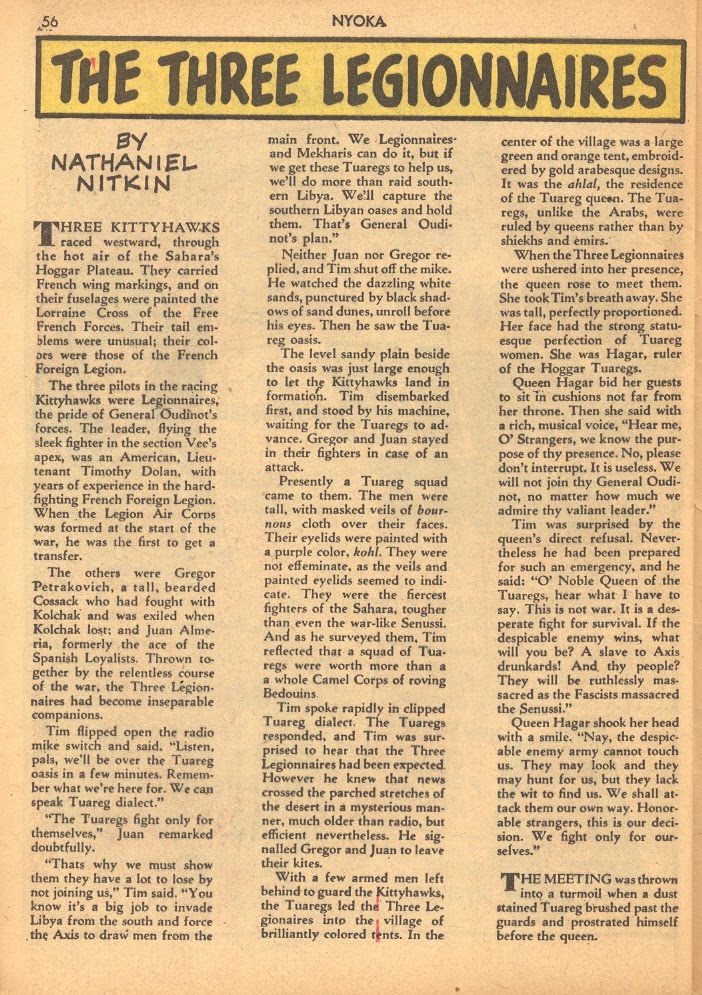 56
NYOKA
THE THREE LEGIONNAIRES
BY
NATHANIEL
NITKIN
THREE KITTYHAWKS
raced westward, through
the hot air of the Sahara's
Hoggar Plateau. They carried
French wing markings, and on
their fuselages were painted the
Lorraine Cross of the Free
French Forces. Their tail em-
blems were unusual; their col-
ors were those of the French
Foreign Legion.
The three pilots in the racing
Kittyhawks were Legionnaires,
the pride of General Oudinot's
forces. The leader, flying the
sleek fighter in the section Vee's
apex, was an American, Lieu-
tenant Timothy Dolan, with
years of experience in the hard-
fighting French Foreign Legion.
When the Legion Air Corps
was formed at the start of the
war, he was the first to get a
transfer.
The others were Gregor
Petrakovich, a tall, bearded
Cossack who had fought with
Kolchak and was exiled when
Kolchak lost; and Juan Alme-
ria, formerly the ace of the
Spanish Loyalists. Thrown to-
gether by the relentless course
of the war, the Three Legion-
naires had become inseparable
companions.
Tim flipped open the radio
mike switch and said, "Listen,
pals, we'll be over the Tuareg
oasis in a few minutes. Remem-
ber what we're here for. We can
speak Tuareg dialect."
"The Tuaregs fight only for
themselves," Juan remarked
doubtfully.
"Thats why we must show
them they have a lot to lose by
not joining us," Tim said. "You
know it's a big job to invade
Libya from the south and force
the Axis to draw men from the
main front. We Legionnaires
and Mekharis can do it, but if
we get these Tuaregs to help us,
we'll do more than raid south-
ern Libya. We'll capture the
southern Libyan oases and hold
them. That's General Oudi-
not's plan."
Neither Juan nor Gregor re-
plied, and Tim shut off the mike.
He watched the dazzling white
sands, punctured by black shad-
ows of sand dunes, unroll before
his eyes. Then he saw the Tua-
reg oasis.
The level sandy plain beside
the oasis was just large enough
to let the Kittyhawks land in
formation. Tim disembarked
first, and stood by his machine,
waiting for the Tuaregs to ad-
vance. Gregor and Juan stayed
in their fighters in case of an
attack.
Presently a Tuareg squad
came to them. The men were
tall, with masked veils of bour-
nous cloth over their faces.
Their eyelids were painted with
a purple color, kohl. They were
not effeminate, as the veils and
painted eyelids seemed to indi-
cate. They were the fiercest
fighters of the Sahara, tougher
than even the war-like Senussi.
And as he surveyed them, Tim
reflected that a squad of Tua-
regs were worth more than a
a whole Camel Corps of roving
Bedouins.
Tim spoke rapidly in clipped
Tuareg dialect. The Tuaregs
responded, and Tim was sur-
prised to hear that the Three
Legionnaires had been expected.
However he knew that news
crossed the parched stretches of
the desert in a mysterious man-
ner, much older than radio, but
efficient nevertheless. He sig-
nalled Gregor and Juan to leave
their kites.
With a few armed men left
behind to guard the Kittyhawks,
the Tuaregs led the Three Le-
gionaires into the village of
brilliantly colored tents. In the
center of the village was a large
green and orange tent, embroid-
ered by gold arabesque designs.
It was the ahlal, the residence
of the Tuareg queen. The Tua-
regs, unlike the Arabs, were
ruled by queens rather than by
shiekhs and emirs.
When the Three Legionnaires
were ushered into her presence,
the queen rose to meet them.
She took Tim's breath away. She
was tall, perfectly proportioned.
Her face had the strong statu-
esque perfection of Tuareg
women. She was Hagar, ruler
of the Hoggar Tuaregs.
Queen Hagar bid her guests
to sit in cushions not far from
her throne. Then she said with
a rich, musical voice, "Hear me,
O' Strangers, we know the pur-
pose of thy presence. No, please
don't interrupt. It is useless. We
will not join thy General Oudi-
not, no matter how much we
admire thy valiant leader."
Tim was surprised by the
queen's direct refusal. Never-
theless he had been prepared
for such an emergency, and he
said: "O' Noble Queen of the
Tuaregs, hear what I have to
say. This is not war. It is a des-
perate fight for survival. If the
despicable enemy wins, what
will you be? A slave to Axis
drunkards! And thy people?
They will be ruthlessly mas-
sacred as the Fascists massacred
the Senussi."
Queen Hagar shook her head
with a smile. "Nay, the despic-
able enemy army cannot touch
us. They may look and they
may hunt for us, but they lack
the wit to find us. We shall at-
tack them our own way. Honor-
able strangers, this is our deci-
sion. We fight only for our-
selves."
THE MEETING was thrown
into a turmoil when a dust
stained Tuareg brushed past the
guards and prostrated himself
before the queen.